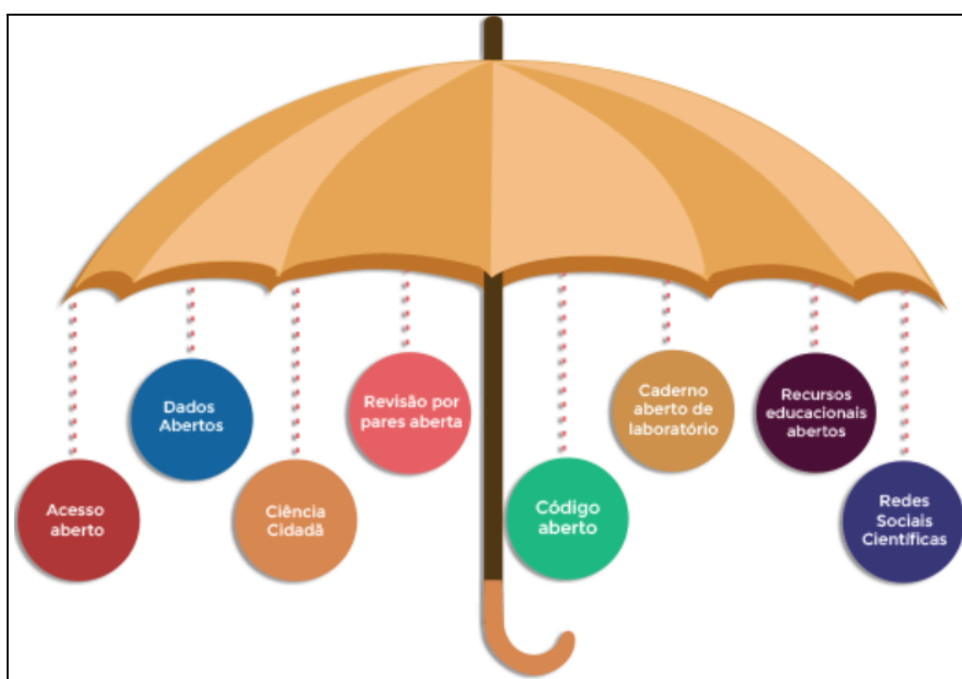 Acesso
aberto
Dados
Abertos
Ciência
Cidadã
Revisão por
pares aberta
Código
aberto
Caderno
aberto de
laboratório
Recursos
educacionais
abertos
Redes
Sociais
Científicas